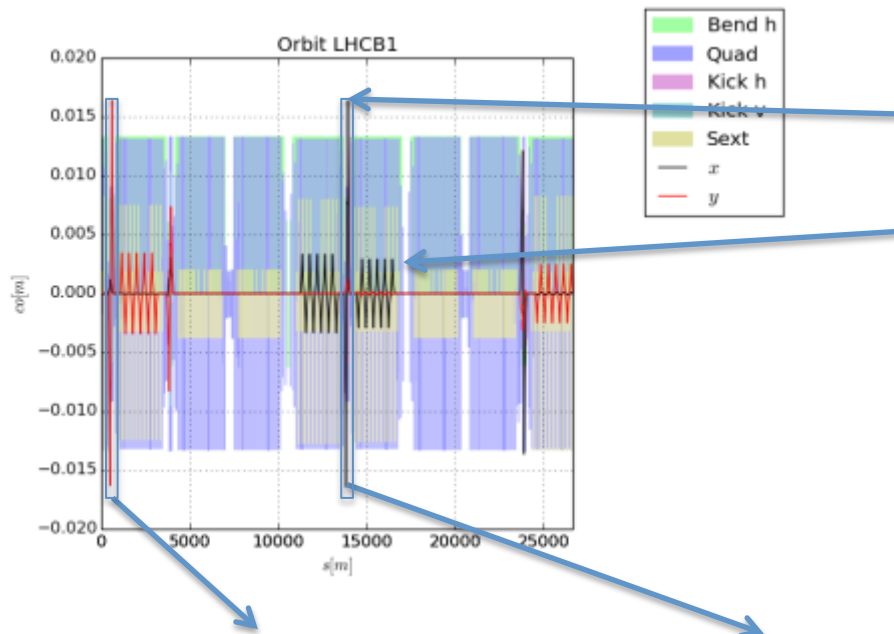 Orbit LHCB1
0.020
0.015
0.010
0.005
0.000
−0.005
−0.010
−0.015
−0.020
co[m]
0
5000
10000
15000
20000
25000
s[m]
Bend h
Quad
Kick h
Kick v
Sext
x
y